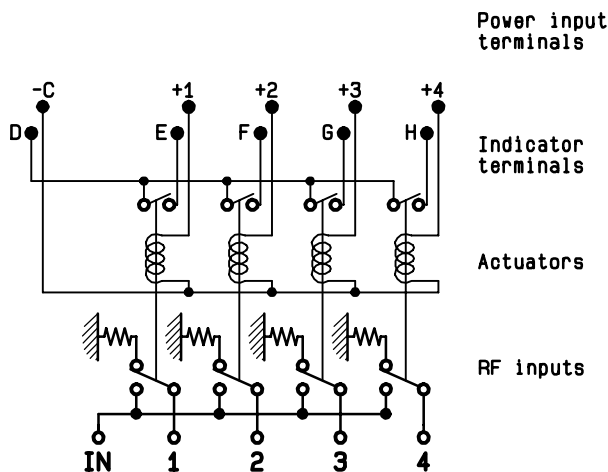 Power input
terminals
-C +1 +2 +3 +4
D E F G H
Indicator
terminals
Actuators
RF inputs
IN 1 2 3 4